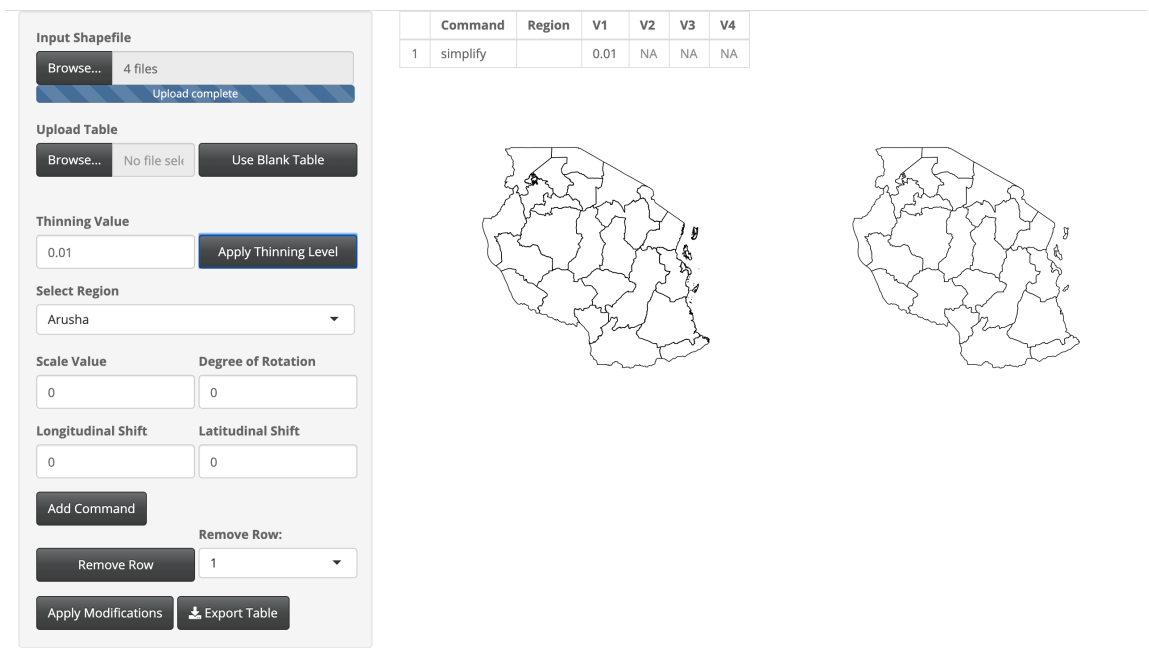 Input Shapefile
Browse... 4 files
Upload complete
Upload Table
Browse... No file sele Use Blank Table
Thinning Value
0.01 Apply Thinning Level
Select Region
Arusha
Scale Value Degree of Rotation
0 0
Longitudinal Shift Latitudinal Shift
0 0
Add Command
Remove Row:
Remove Row 1
Apply Modifications Export Table
Command Region V1 V2 V3 V4
1 simplify 0.01 NA NA NA